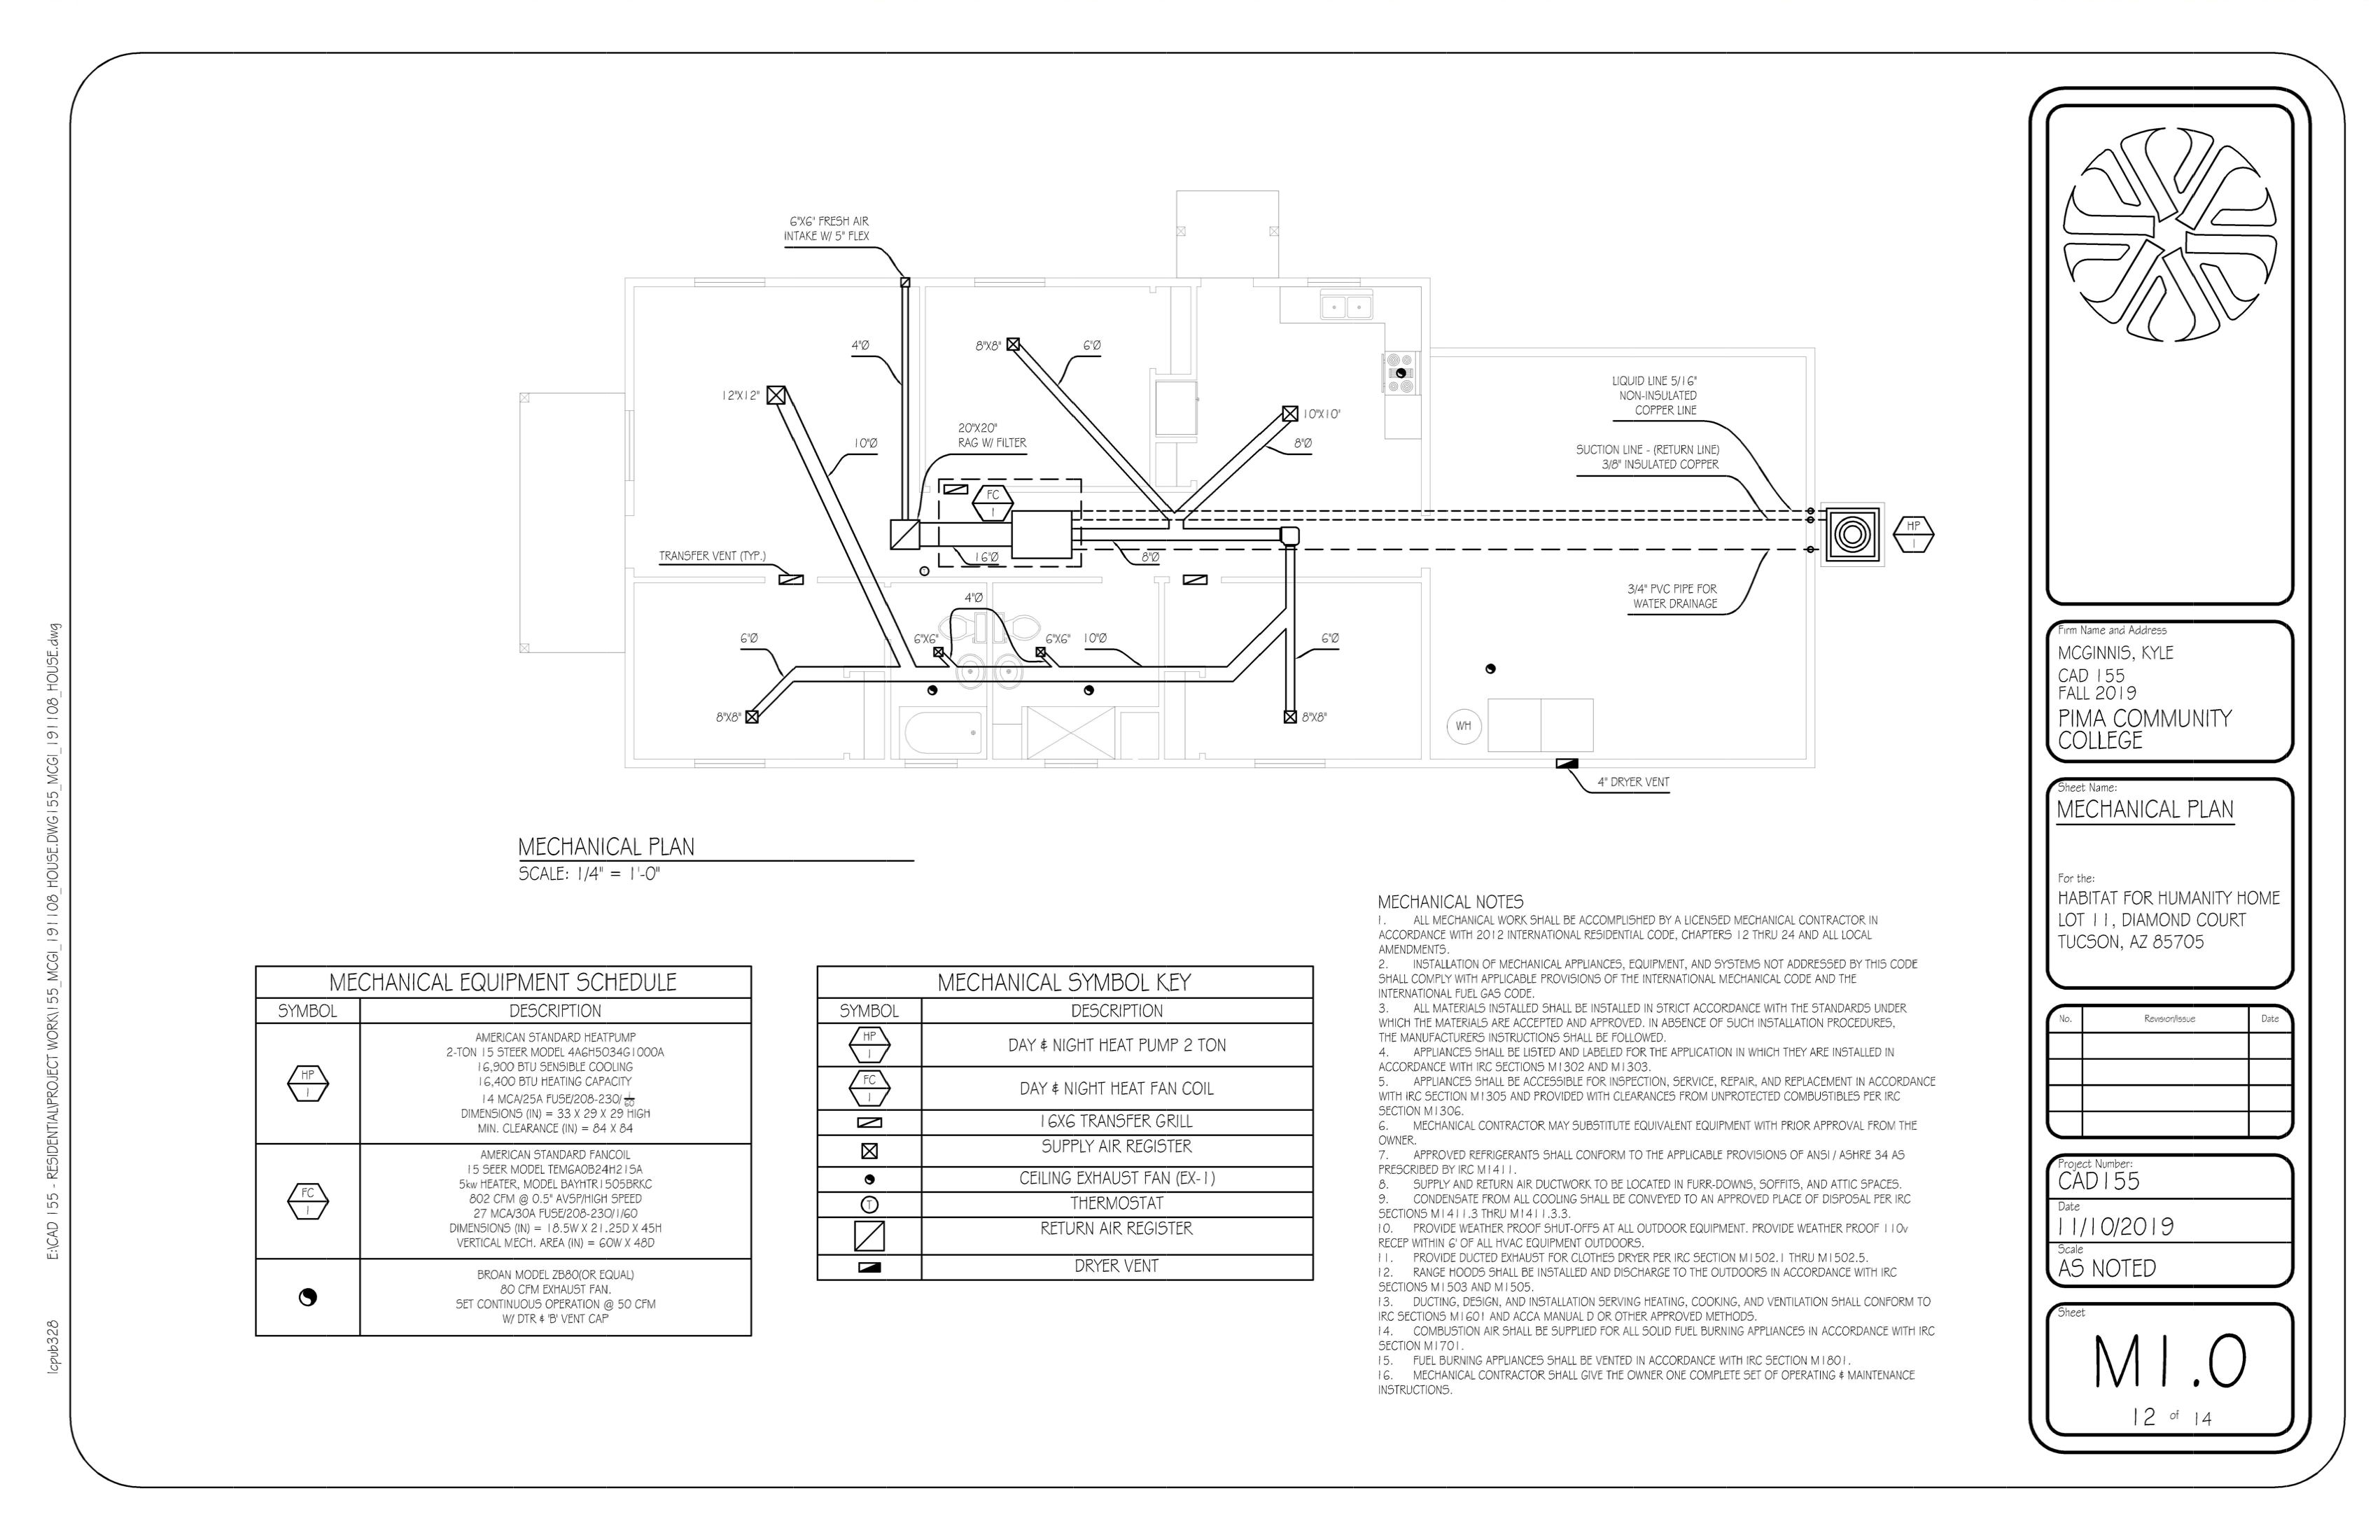 6"X6" FRESH AIR
INTAKE W/ 5" FLEX
4"Ø
8"X8"
6"Ø
12"X12"
10"X10"
10"Ø
20"X20"
RAG W/ FILTER
8"Ø
LIQUID LINE 5/16"
NON-INSULATED
COPPER LINE
SUCTION LINE - (RETURN LINE)
3/8" INSULATED COPPER
FC
1
HP
1
TRANSFER VENT (TYP.)
16"Ø
8"Ø
3/4" PVC PIPE FOR
WATER DRAINAGE
4"Ø
6"Ø
6"X6"
6"X6"
10"Ø
6"Ø
8"X8"
8"X8"
WH
4" DRYER VENT
MECHANICAL PLAN
SCALE: 1/4" = 1'-0"
MECHANICAL EQUIPMENT SCHEDULE
SYMBOL
DESCRIPTION
HP
1
AMERICAN STANDARD HEATPUMP
2-TON 15 STEER MODEL 4A6H5034G1000A
16,900 BTU SENSIBLE COOLING
16,400 BTU HEATING CAPACITY
14 MCA/25A FUSE/208-230/1/60
DIMENSIONS (IN) = 33 X 29 X 29 HIGH
MIN. CLEARANCE (IN) = 84 X 84
FC
1
AMERICAN STANDARD FANCOIL
15 SEER MODEL TEM6A0B24H21SA
5kw HEATER, MODEL BAYHTR1505BRKC
802 CFM @ 0.5" AVSP/HIGH SPEED
27 MCA/30A FUSE/208-230/1/60
DIMENSIONS (IN) = 18.5W X 21.25D X 45H
VERTICAL MECH. AREA (IN) = 60W X 48D
BROAN MODEL ZB80(OR EQUAL)
80 CFM EXHAUST FAN.
SET CONTINUOUS OPERATION @ 50 CFM
W/ DTR & 'B' VENT CAP
MECHANICAL SYMBOL KEY
SYMBOL
DESCRIPTION
HP
1
DAY & NIGHT HEAT PUMP 2 TON
FC
1
DAY & NIGHT HEAT FAN COIL
16X6 TRANSFER GRILL
SUPPLY AIR REGISTER
CEILING EXHAUST FAN (EX-1)
T
THERMOSTAT
RETURN AIR REGISTER
DRYER VENT
MECHANICAL NOTES
1. ALL MECHANICAL WORK SHALL BE ACCOMPLISHED BY A LICENSED MECHANICAL CONTRACTOR IN
ACCORDANCE WITH 2012 INTERNATIONAL RESIDENTIAL CODE, CHAPTERS 12 THRU 24 AND ALL LOCAL
AMENDMENTS.
2. INSTALLATION OF MECHANICAL APPLIANCES, EQUIPMENT, AND SYSTEMS NOT ADDRESSED BY THIS CODE
SHALL COMPLY WITH APPLICABLE PROVISIONS OF THE INTERNATIONAL MECHANICAL CODE AND THE
INTERNATIONAL FUEL GAS CODE.
3. ALL MATERIALS INSTALLED SHALL BE INSTALLED IN STRICT ACCORDANCE WITH THE STANDARDS UNDER
WHICH THE MATERIALS ARE ACCEPTED AND APPROVED. IN ABSENCE OF SUCH INSTALLATION PROCEDURES,
THE MANUFACTURERS INSTRUCTIONS SHALL BE FOLLOWED.
4. APPLIANCES SHALL BE LISTED AND LABELED FOR THE APPLICATION IN WHICH THEY ARE INSTALLED IN
ACCORDANCE WITH IRC SECTIONS M1302 AND M1303.
5. APPLIANCES SHALL BE ACCESSIBLE FOR INSPECTION, SERVICE, REPAIR, AND REPLACEMENT IN ACCORDANCE
WITH IRC SECTION M1305 AND PROVIDED WITH CLEARANCES FROM UNPROTECTED COMBUSTIBLES PER IRC
SECTION M1306.
6. MECHANICAL CONTRACTOR MAY SUBSTITUTE EQUIVALENT EQUIPMENT WITH PRIOR APPROVAL FROM THE
OWNER.
7. APPROVED REFRIGERANTS SHALL CONFORM TO THE APPLICABLE PROVISIONS OF ANSI / ASHRE 34 AS
PRESCRIBED BY IRC M1411.
8. SUPPLY AND RETURN AIR DUCTWORK TO BE LOCATED IN FURR-DOWNS, SOFFITS, AND ATTIC SPACES.
9. CONDENSATE FROM ALL COOLING SHALL BE CONVEYED TO AN APPROVED PLACE OF DISPOSAL PER IRC
SECTIONS M1411.3 THRU M1411.3.3.
10. PROVIDE WEATHER PROOF SHUT-OFFS AT ALL OUTDOOR EQUIPMENT. PROVIDE WEATHER PROOF 110v
RECEP WITHIN 6' OF ALL HVAC EQUIPMENT OUTDOORS.
11. PROVIDE DUCTED EXHAUST FOR CLOTHES DRYER PER IRC SECTION M1502.1 THRU M1502.5.
12. RANGE HOODS SHALL BE INSTALLED AND DISCHARGE TO THE OUTDOORS IN ACCORDANCE WITH IRC
SECTIONS M1503 AND M1505.
13. DUCTING, DESIGN, AND INSTALLATION SERVING HEATING, COOKING, AND VENTILATION SHALL CONFORM TO
IRC SECTIONS M1601 AND ACCA MANUAL D OR OTHER APPROVED METHODS.
14. COMBUSTION AIR SHALL BE SUPPLIED FOR ALL SOLID FUEL BURNING APPLIANCES IN ACCORDANCE WITH IRC
SECTION M1701.
15. FUEL BURNING APPLIANCES SHALL BE VENTED IN ACCORDANCE WITH IRC SECTION M1801.
16. MECHANICAL CONTRACTOR SHALL GIVE THE OWNER ONE COMPLETE SET OF OPERATING & MAINTENANCE
INSTRUCTIONS.
Firm Name and Address
MCGINNIS, KYLE
CAD 155
FALL 2019
PIMA COMMUNITY
COLLEGE
Sheet Name:
MECHANICAL PLAN
For the:
HABITAT FOR HUMANITY HOME
LOT 11, DIAMOND COURT
TUCSON, AZ 85705
No.
Revision/Issue
Date
Project Number:
CAD155
Date
11/10/2019
Scale
AS NOTED
Sheet
M1.0
12 of 14
E:\CAD 155 - RESIDENTIAL\PROJECT WORK\155_MCGI_191108_HOUSE.DWG155_MCGI_191108_HOUSE.dwg
lcpub328